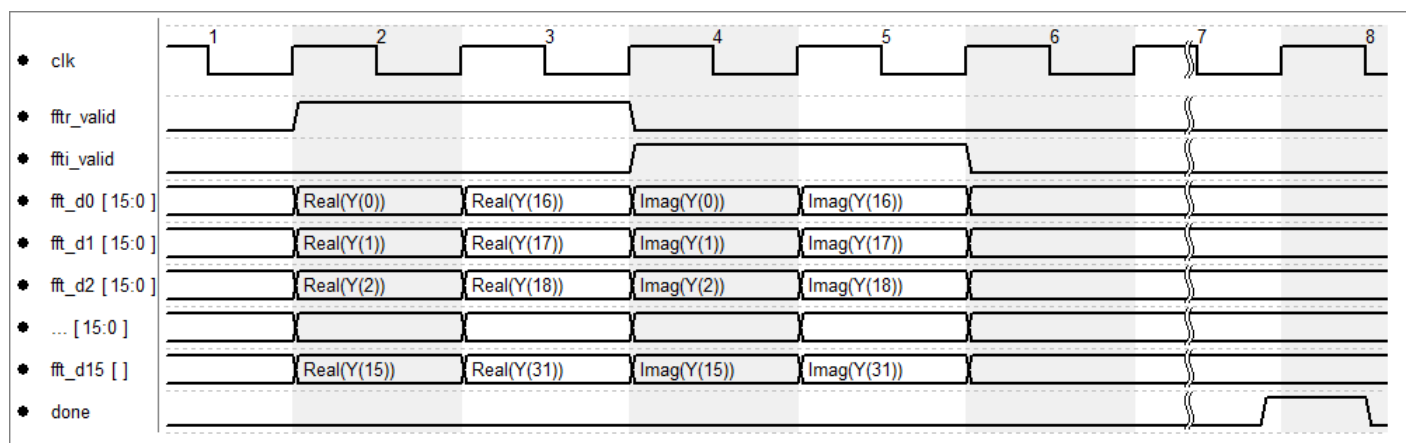 1 2 3 4 5 6 7 8
clk
fftr_valid
ffti_valid
fft_d0 [15:0 ] Real(Y(0)) Real(Y(16)) Imag(Y(0)) Imag(Y(16))
fft_d1 [15:0 ] Real(Y(1)) Real(Y(17)) Imag(Y(1)) Imag(Y(17))
fft_d2 [15:0 ] Real(Y(2)) Real(Y(18)) Imag(Y(2)) Imag(Y(18))
... [15:0 ]
fft_d15 [ ] Real(Y(15)) Real(Y(31)) Imag(Y(15)) Imag(Y(31))
done